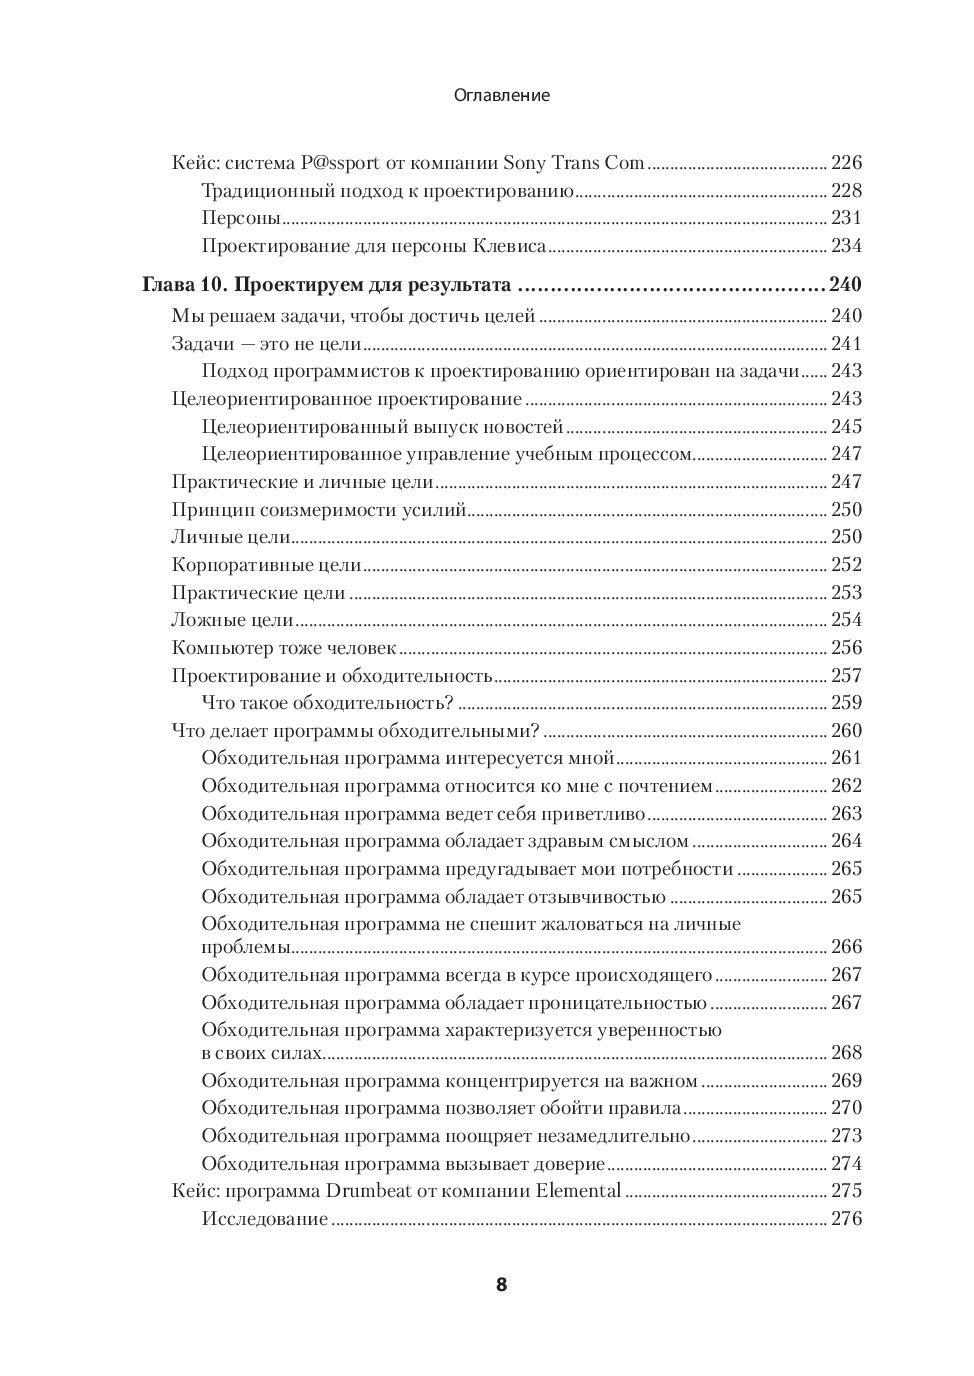 Оглавление
Кейс: система P@ssport от компании Sony Trans Com........................................ 226
Традиционный подход к проектированию........................................................ 228
Персоны......................................................................................................................... 231
Проектирование для персоны Клевиса.............................................................. 234
Глава 10. Проектируем для результата ............................................... 240
Мы решаем задачи, чтобы достичь целей ................................................................ 240
Задачи — это не цели....................................................................................................... 241
Подход программистов к проектированию ориентирован на задачи...... 243
Целеориентированное проектирование ................................................................... 243
Целеориентированный выпуск новостей .......................................................... 245
Целеориентированное управление учебным процессом.............................. 247
Практические и личные цели....................................................................................... 247
Принцип соизмеримости усилий................................................................................ 250
Личные цели....................................................................................................................... 250
Корпоративные цели....................................................................................................... 252
Практические цели .......................................................................................................... 253
Ложные цели...................................................................................................................... 254
Компьютер тоже человек............................................................................................... 256
Проектирование и обходительность.......................................................................... 257
Что такое обходительность? .................................................................................. 259
Что делает программы обходительными? ............................................................... 260
Обходительная программа интересуется мной............................................... 261
Обходительная программа относится ко мне с почтением......................... 262
Обходительная программа ведет себя приветливо........................................ 263
Обходительная программа обладает здравым смыслом .............................. 264
Обходительная программа предугадывает мои потребности .................... 265
Обходительная программа обладает отзывчивостью ................................... 265
Обходительная программа не спешит жаловаться на личные
проблемы....................................................................................................................... 266
Обходительная программа всегда в курсе происходящего......................... 267
Обходительная программа обладает проницательностью .......................... 267
Обходительная программа характеризуется уверенностью
в своих силах................................................................................................................ 268
Обходительная программа концентрируется на важном ............................ 269
Обходительная программа позволяет обойти правила................................ 270
Обходительная программа поощряет незамедлительно.............................. 273
Обходительная программа вызывает доверие................................................. 274
Кейс: программа Drumbeat от компании Elemental ............................................. 275
Исследование .............................................................................................................. 276
8